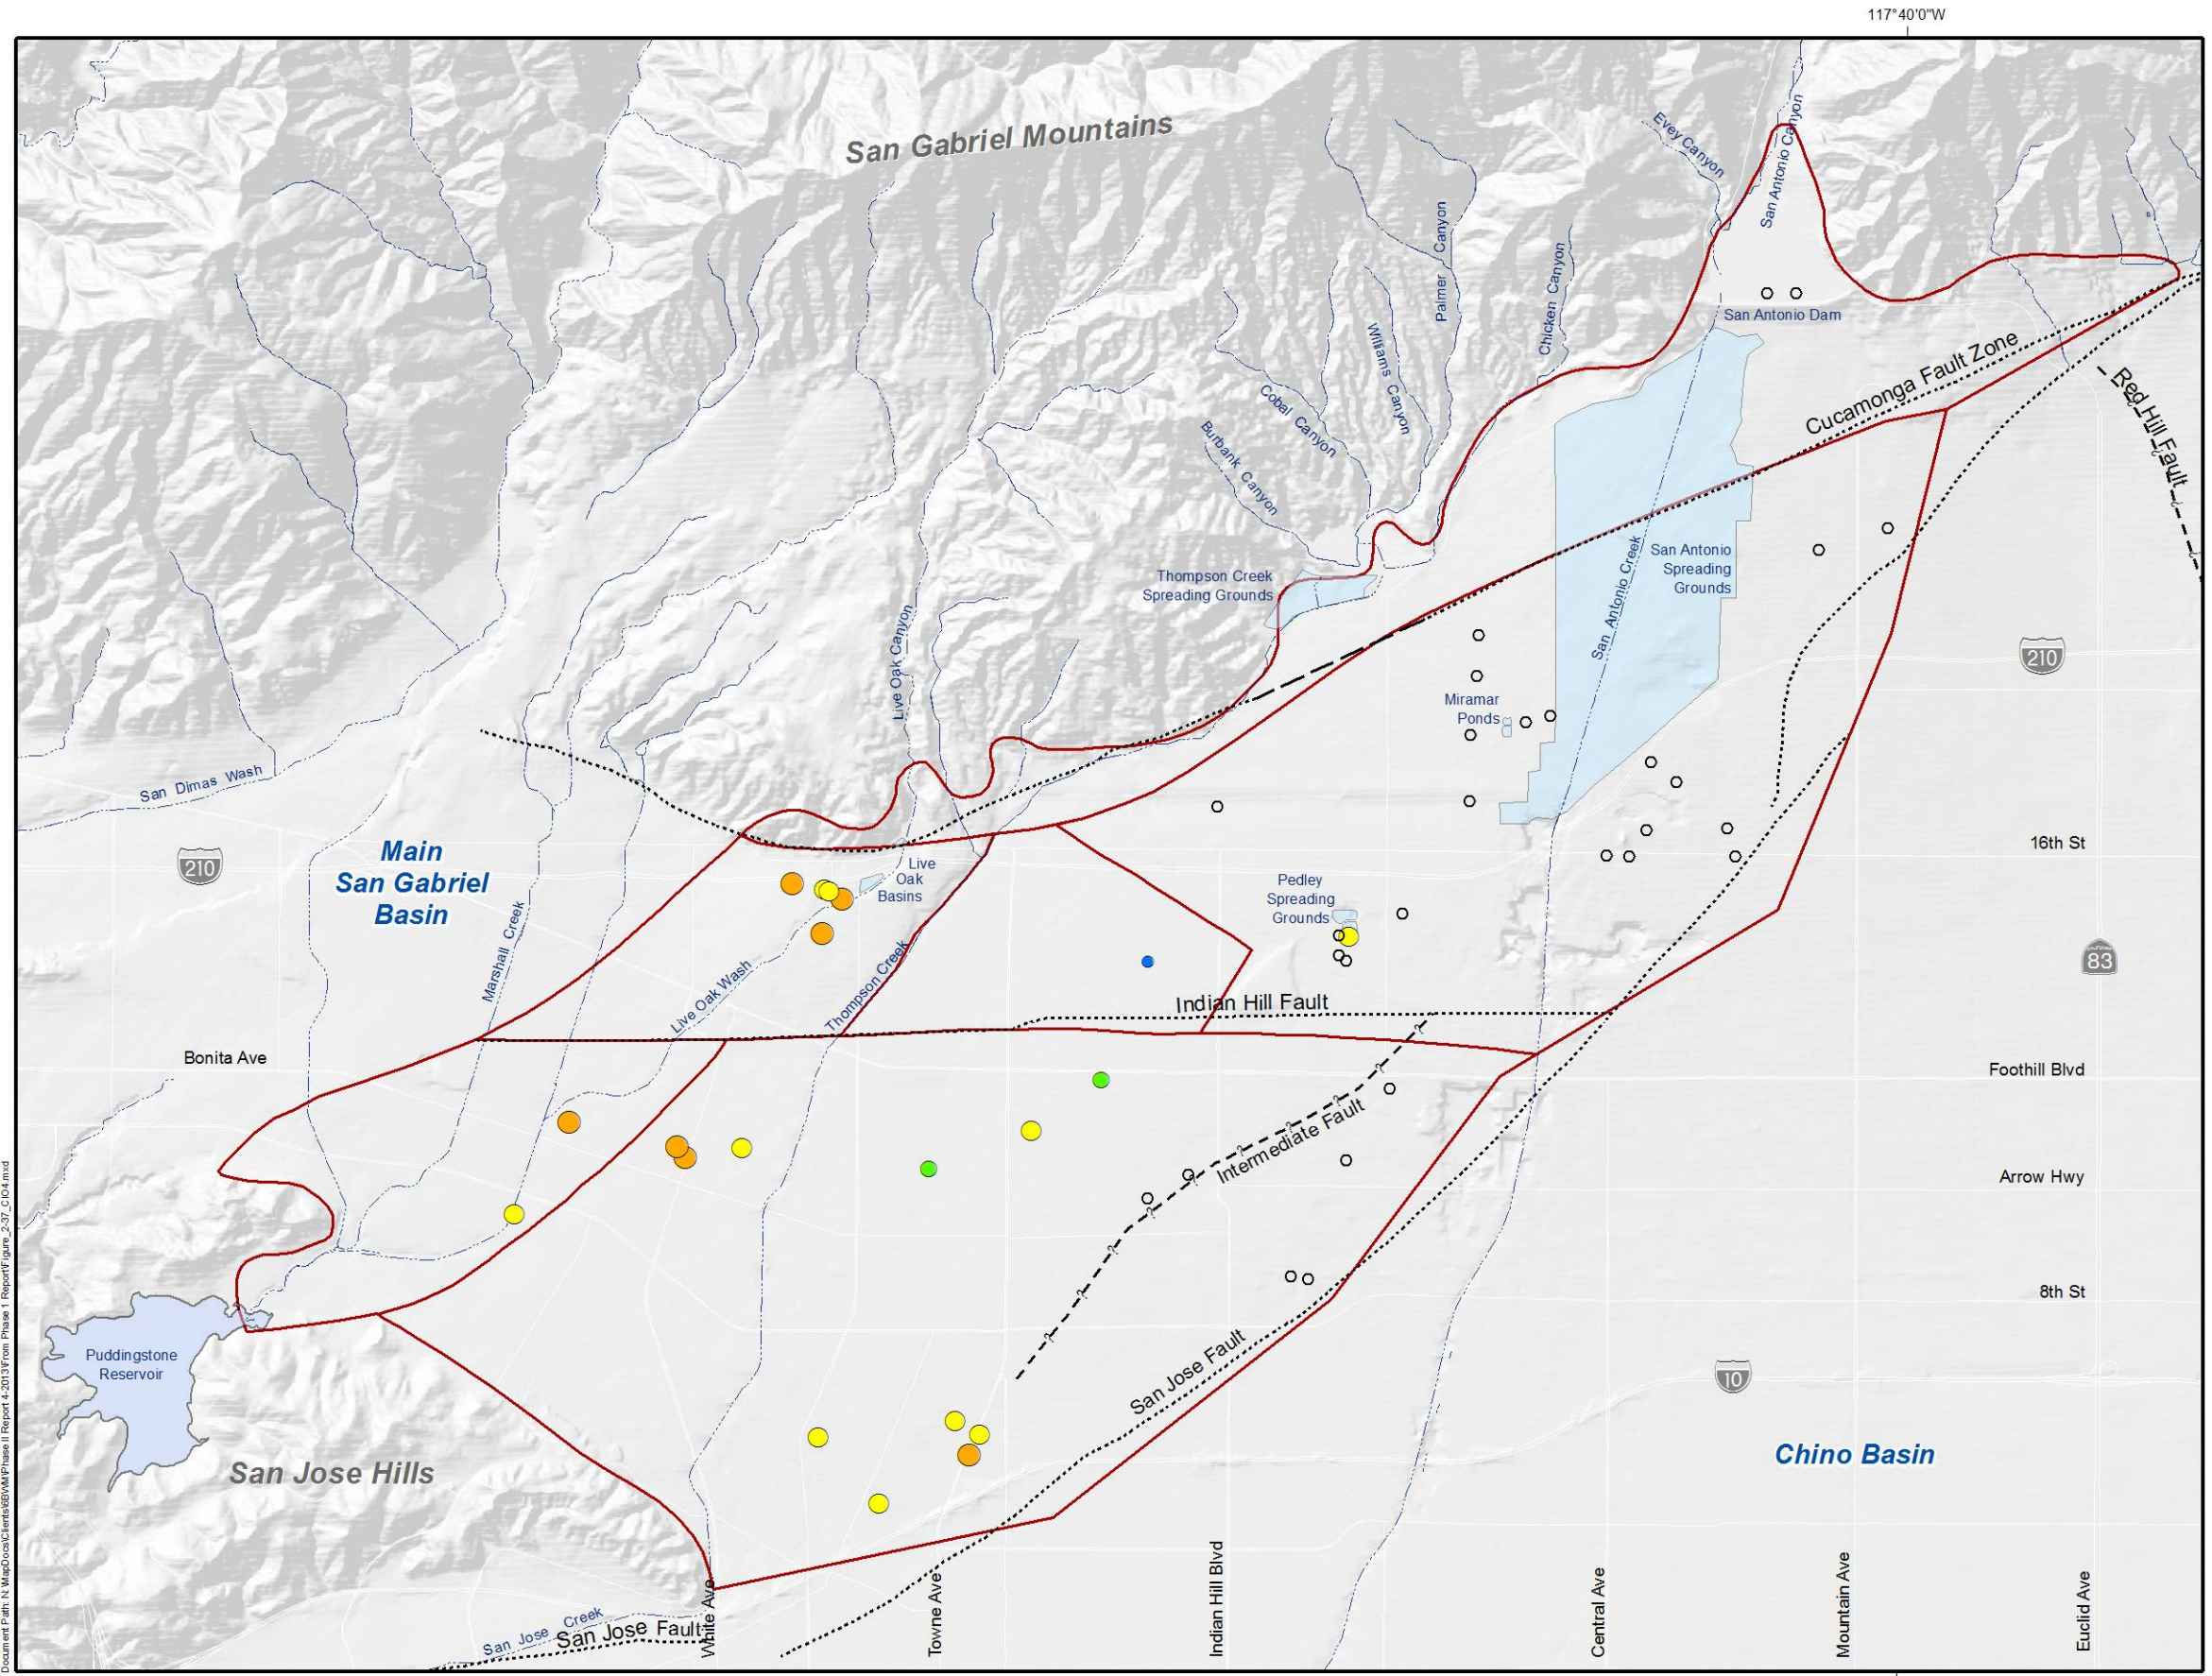 117°40'0"W
San Gabriel Mountains
Evey Canyon
San Antonio Canyon
Palmer Canyon
Chicken Canyon
Williams Canyon
Cobal Canyon
Burbank Canyon
San Antonio Dam
Cucamonga Fault Zone
Red Hill Fault
San Antonio
Spreading
Grounds
San Antonio Creek
Thompson Creek
Spreading Grounds
Live Oak Canyon
210
Miramar
Ponds
San Dimas Wash
210
Main
San Gabriel
Basin
Marshall Creek
Live
Oak
Basins
16th St
Pedley
Spreading
Grounds
Live Oak Wash
Thompson Creek
83
Indian Hill Fault
Bonita Ave
Foothill Blvd
Intermediate Fault
Arrow Hwy
8th St
Puddingstone
Reservoir
San Jose Fault
10
San Jose Hills
Chino Basin
San Jose Creek
San Jose Fault
White Ave
Towne Ave
Indian Hill Blvd
Central Ave
Mountain Ave
Euclid Ave